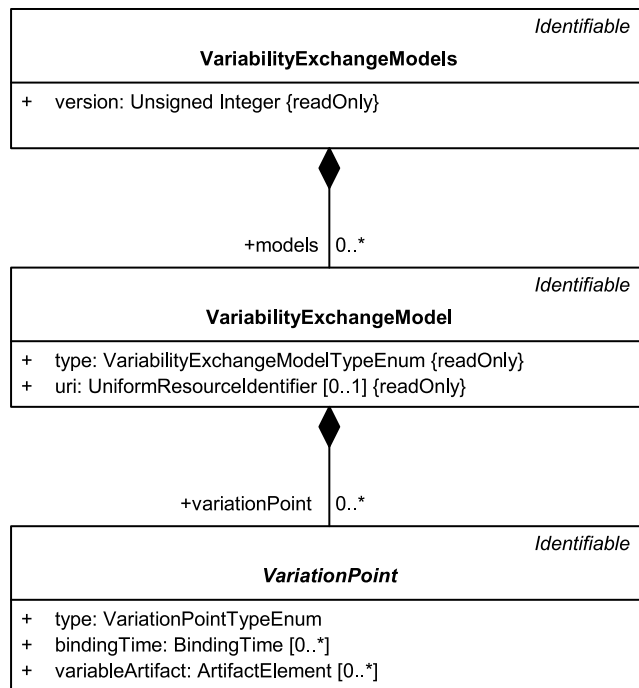 Identifiable
VariabilityExchangeModels
+ version: Unsigned Integer {readOnly}
+models 0..*
Identifiable
VariabilityExchangeModel
+ type: VariabilityExchangeModelTypeEnum {readOnly}
+ uri: UniformResourceIdentifier [0..1] {readOnly}
+variationPoint 0..*
Identifiable
VariationPoint
+ type: VariationPointTypeEnum
+ bindingTime: BindingTime [0..*]
+ variableArtifact: ArtifactElement [0..*]